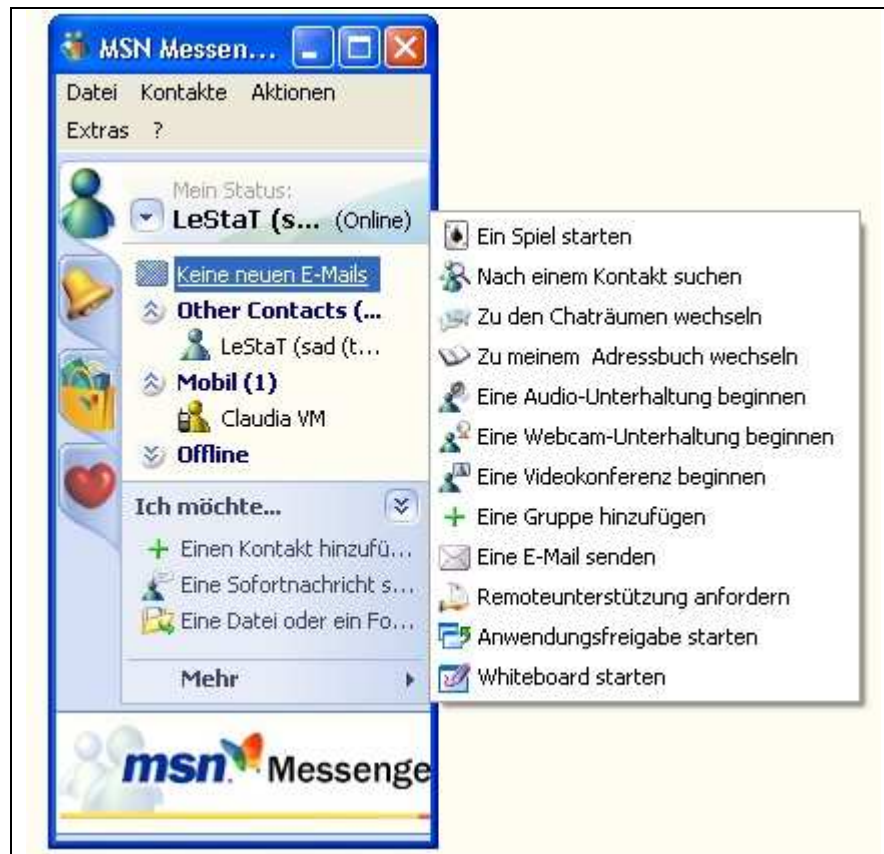 MSN Messen...
Datei Kontakte Aktionen
Extras ?
Mein Status:
LeStaT (s... (Online)
Keine neuen E-Mails
Other Contacts (...
LeStaT (sad (t...
Mobil (1)
Claudia VM
Offline
Ich möchte...
Einen Kontakt hinzufü...
Eine Sofortnachricht s...
Eine Datei oder ein Fo...
Mehr
Ein Spiel starten
Nach einem Kontakt suchen
Zu den Chaträumen wechseln
Zu meinem Adressbuch wechseln
Eine Audio-Unterhaltung beginnen
Eine Webcam-Unterhaltung beginnen
Eine Videokonferenz beginnen
Eine Gruppe hinzufügen
Eine E-Mail senden
Remoteunterstützung anfordern
Anwendungsfreigabe starten
Whiteboard starten
msn Messenge